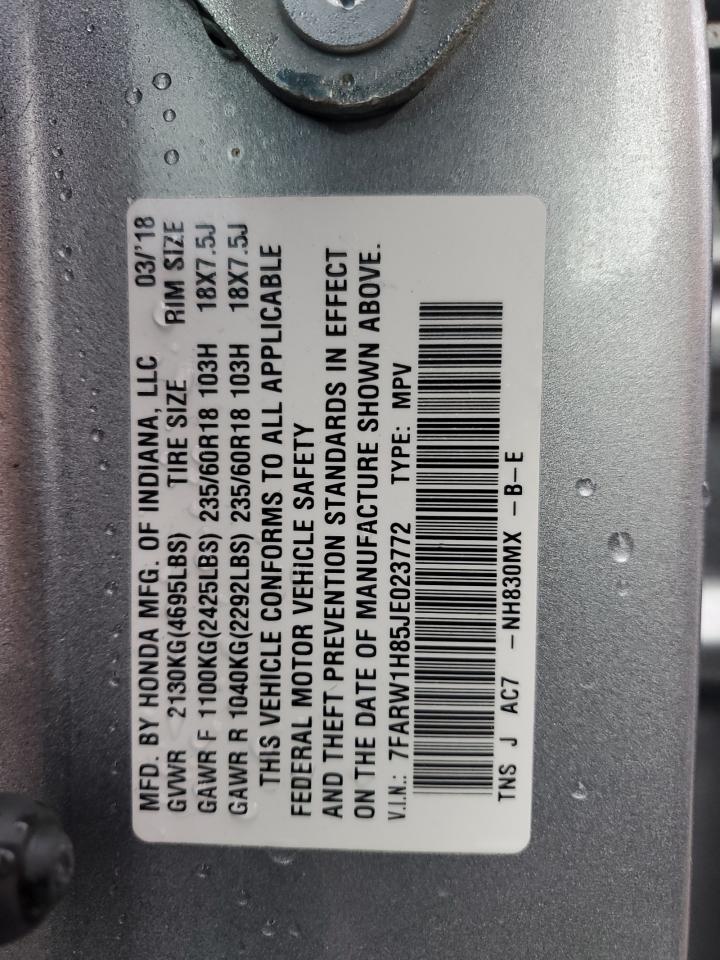 MFD. BY HONDA MFG. OF INDIANA, LLC 03/'18
GVWR 2130KG(4695LBS) TIRE SIZE RIM SIZE
GAWR F 1100KG(2425LBS) 235/60R18 103H 18X7.5J
GAWR R 1040KG(2292LBS) 235/60R18 103H 18X7.5J
THIS VEHICLE CONFORMS TO ALL APPLICABLE
FEDERAL MOTOR VEHICLE SAFETY
AND THEFT PREVENTION STANDARDS IN EFFECT
ON THE DATE OF MANUFACTURE SHOWN ABOVE.
V.I.N.: 7FARW1H85JE023772 TYPE: MPV
TNS J AC7 -NH830MX -B-E